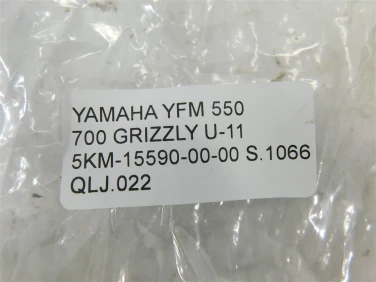 YAMAHA YFM 550
700 GRIZZLY U-11
5KM-15590-00-00 S.1066
QLJ.022